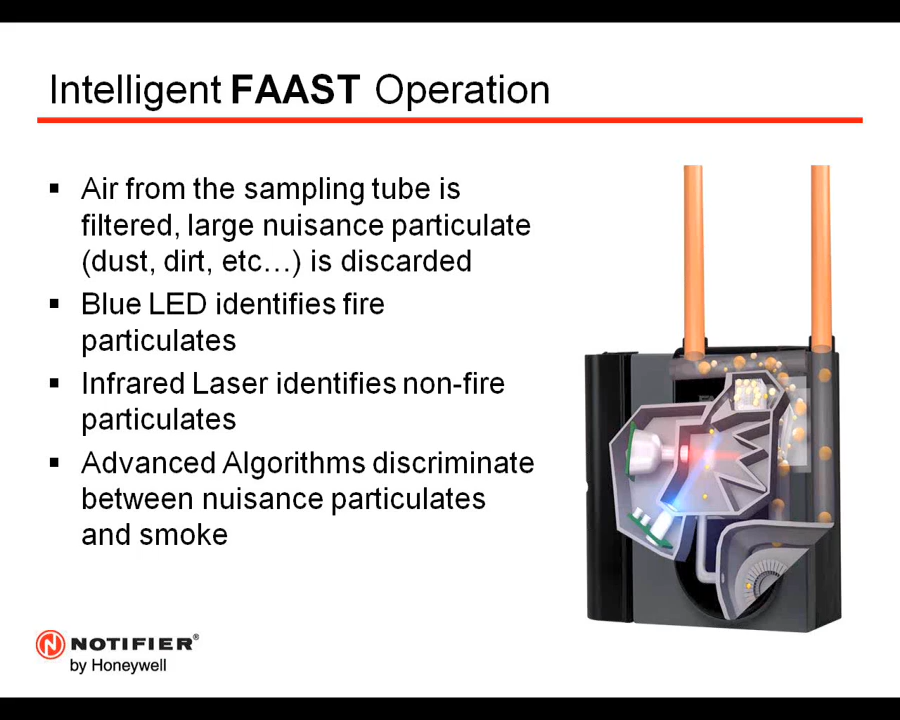 Intelligent FAAST Operation
▪ Air from the sampling tube is
filtered, large nuisance particulate
(dust, dirt, etc…) is discarded
▪ Blue LED identifies fire
particulates
▪ Infrared Laser identifies non-fire
particulates
▪ Advanced Algorithms discriminate
between nuisance particulates
and smoke
NOTIFIER®
by Honeywell